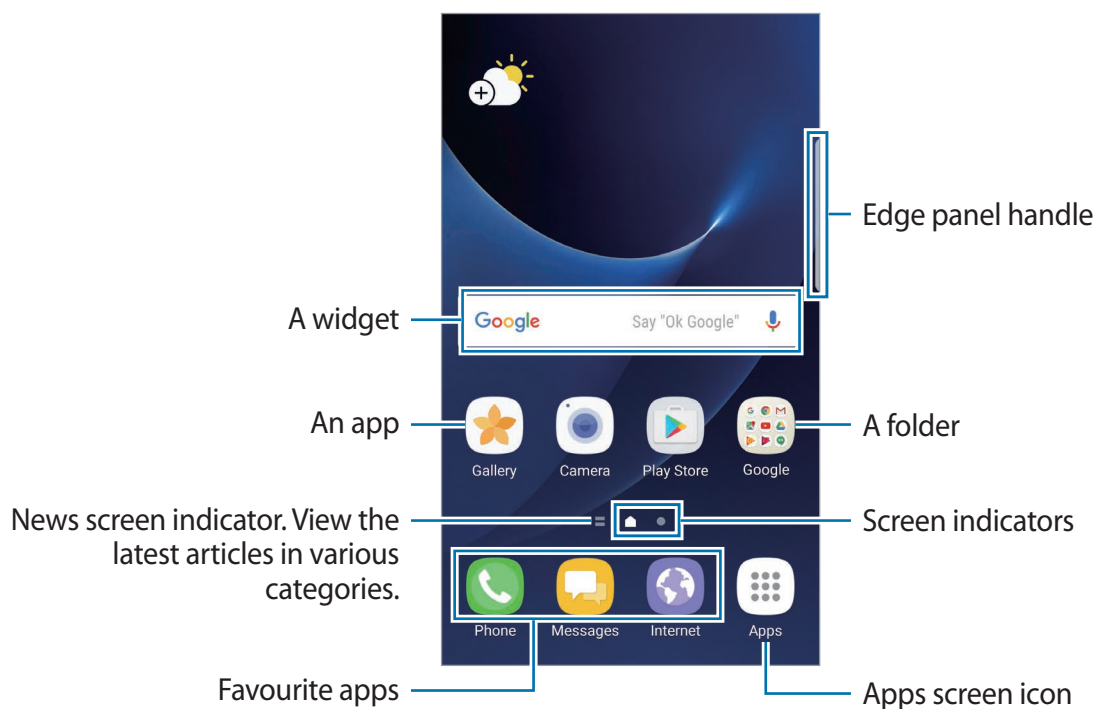 Edge panel handle
A widget
Google
Say "Ok Google"
An app
A folder
Gallery
Camera
Play Store
Google
News screen indicator. View the
latest articles in various
categories.
Screen indicators
Phone
Messages
Internet
Apps
Favourite apps
Apps screen icon